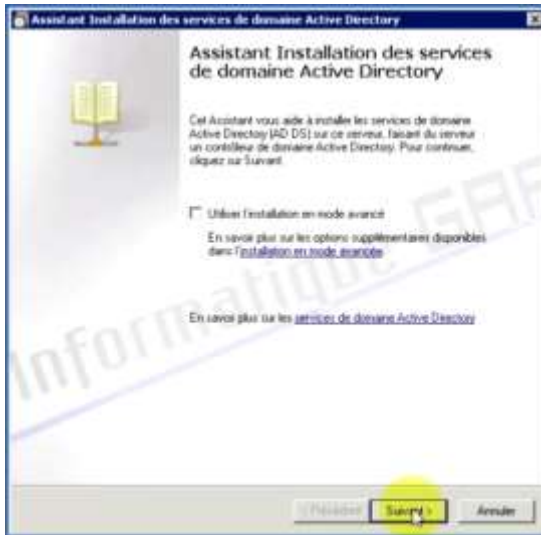 Assistant Installation des services de domaine Active Directory
Assistant Installation des services
de domaine Active Directory
Cet Assistant vous aide à installer les services de domaine
Active Directory (AD DS) sur ce serveur, faisant du serveur
un contrôleur de domaine Active Directory. Pour continuer,
cliquez sur Suivant.
Utiliser l'installation en mode avancé
En savoir plus sur les options supplémentaires disponibles
dans l'installation en mode avancée.
En savoir plus sur les services de domaine Active Directory
Informatique
< Précédent
Suivant >
Annuler